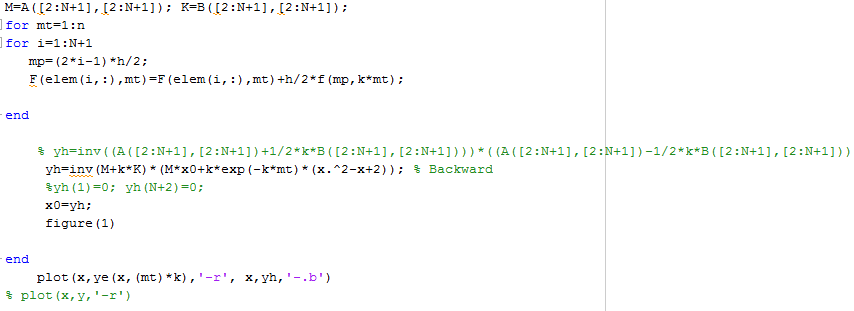 M=A([2:N+1],[2:N+1]); K=B([2:N+1],[2:N+1]);
for mt=1:n
for i=1:N+1
mp=(2*i-1)*h/2;
F(elem(i,:),mt)=F(elem(i,:),mt)+h/2*f(mp,k*mt);
end
% yh=inv((A([2:N+1],[2:N+1])+1/2*k*B([2:N+1],[2:N+1])))*((A([2:N+1],[2:N+1])-1/2*k*B([2:N+1],[2:N+1]))
yh=inv(M+k*K)*(M*x0+k*exp(-k*mt)*(x.^2-x+2)); % Backward
%yh(1)=0; yh(N+2)=0;
x0=yh;
figure(1)
end
plot(x,ye(x,(mt)*k),'-r', x,yh,'-.b')
% plot(x,y,'-r')